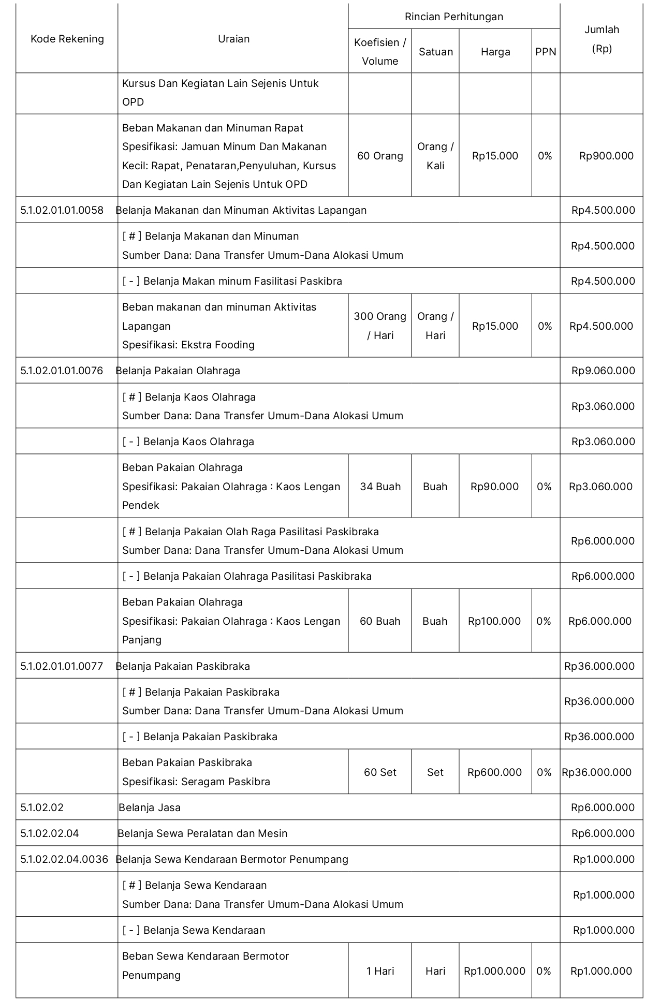 Kode Rekening
Uraian
Rincian Perhitungan
Jumlah
(Rp)
Koefisien /
Volume
Satuan
Harga
PPN
Kursus Dan Kegiatan Lain Sejenis Untuk
OPD
Beban Makanan dan Minuman Rapat
Spesifikasi: Jamuan Minum Dan Makanan
Kecil: Rapat, Penataran,Penyuluhan, Kursus
Dan Kegiatan Lain Sejenis Untuk OPD
60 Orang
Orang /
Kali
Rp15.000
0%
Rp900.000
5.1.02.01.01.0058 Belanja Makanan dan Minuman Aktivitas Lapangan Rp4.500.000
[ # ] Belanja Makanan dan Minuman
Sumber Dana: Dana Transfer Umum-Dana Alokasi Umum
Rp4.500.000
[ - ] Belanja Makan minum Fasilitasi Paskibra Rp4.500.000
Beban makanan dan minuman Aktivitas
Lapangan
Spesifikasi: Ekstra Fooding
300 Orang
/ Hari
Orang /
Hari
Rp15.000
0%
Rp4.500.000
5.1.02.01.01.0076 Belanja Pakaian Olahraga Rp9.060.000
[ # ] Belanja Kaos Olahraga
Sumber Dana: Dana Transfer Umum-Dana Alokasi Umum
Rp3.060.000
[ - ] Belanja Kaos Olahraga Rp3.060.000
Beban Pakaian Olahraga
Spesifikasi: Pakaian Olahraga : Kaos Lengan
Pendek
34 Buah
Buah
Rp90.000
0%
Rp3.060.000
[ # ] Belanja Pakaian Olah Raga Pasilitasi Paskibraka
Sumber Dana: Dana Transfer Umum-Dana Alokasi Umum
Rp6.000.000
[ - ] Belanja Pakaian Olahraga Pasilitasi Paskibraka Rp6.000.000
Beban Pakaian Olahraga
Spesifikasi: Pakaian Olahraga : Kaos Lengan
Panjang
60 Buah
Buah
Rp100.000
0%
Rp6.000.000
5.1.02.01.01.0077 Belanja Pakaian Paskibraka Rp36.000.000
[ # ] Belanja Pakaian Paskibraka
Sumber Dana: Dana Transfer Umum-Dana Alokasi Umum
Rp36.000.000
[ - ] Belanja Pakaian Paskibraka Rp36.000.000
Beban Pakaian Paskibraka
Spesifikasi: Seragam Paskibra
60 Set
Set
Rp600.000
0%
Rp36.000.000
5.1.02.02 Belanja Jasa Rp6.000.000
5.1.02.02.04 Belanja Sewa Peralatan dan Mesin Rp6.000.000
5.1.02.02.04.0036 Belanja Sewa Kendaraan Bermotor Penumpang Rp1.000.000
[ # ] Belanja Sewa Kendaraan
Sumber Dana: Dana Transfer Umum-Dana Alokasi Umum
Rp1.000.000
[ - ] Belanja Sewa Kendaraan Rp1.000.000
Beban Sewa Kendaraan Bermotor
Penumpang
1 Hari
Hari
Rp1.000.000
0%
Rp1.000.000